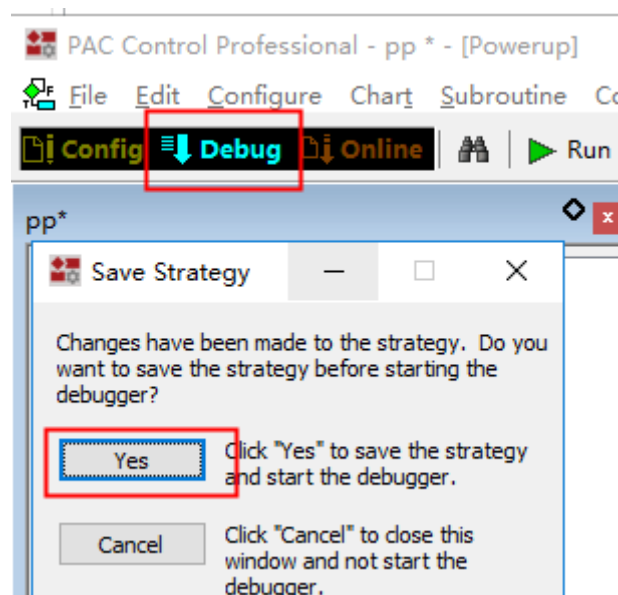 PAC Control Professional - pp * - [Powerup]
File Edit Configure Chart Subroutine Co
Config Debug Online Run
pp*
Save Strategy
Changes have been made to the strategy. Do you
want to save the strategy before starting the
debugger?
Yes
Click "Yes" to save the strategy
and start the debugger.
Cancel
Click "Cancel" to close this
window and not start the
debugger.